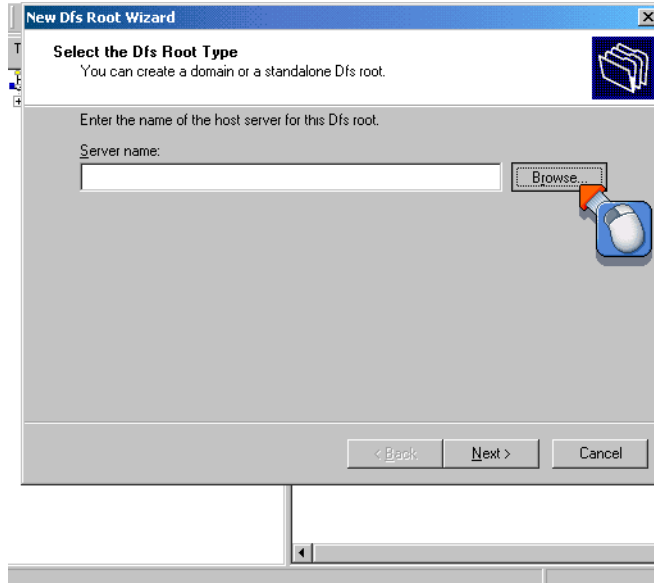 New Dfs Root Wizard
Select the Dfs Root Type
You can create a domain or a standalone Dfs root.
Enter the name of the host server for this Dfs root.
Server name:
Browse...
< Back
Next >
Cancel